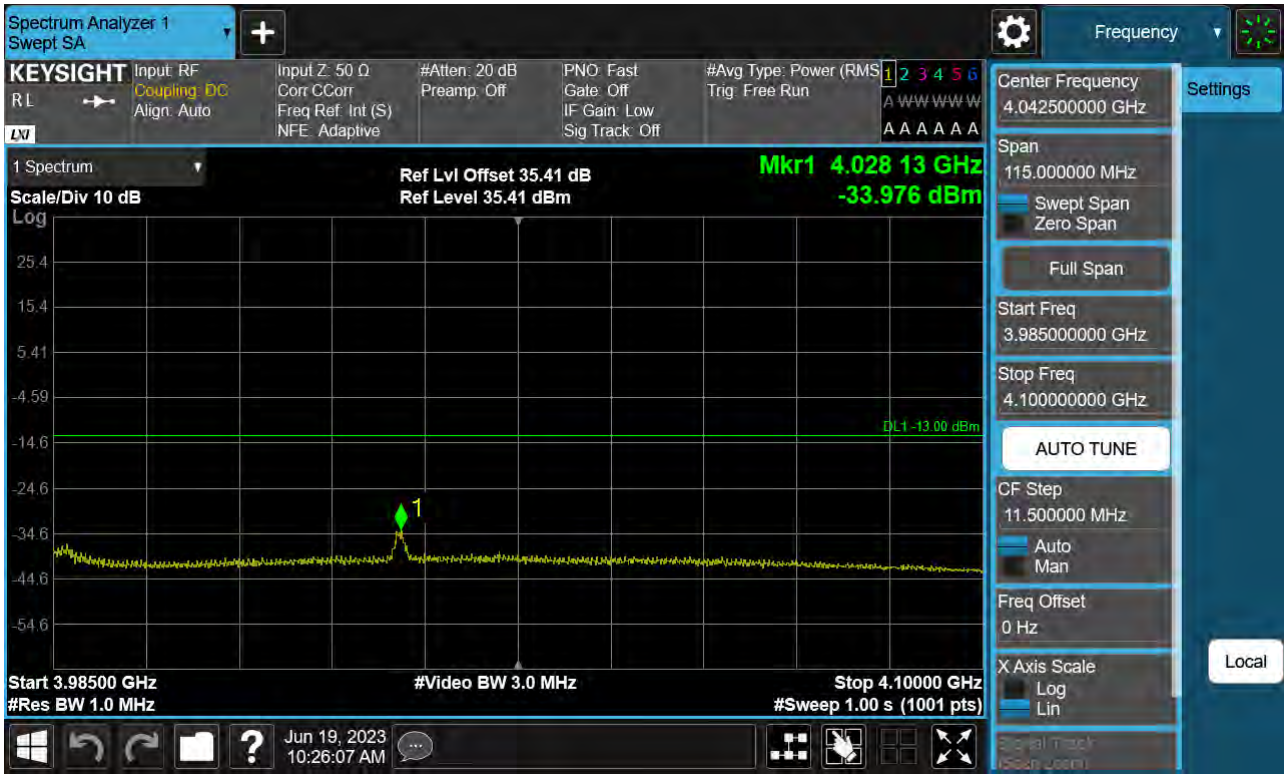 Spectrum Analyzer 1
Swept SA
+
Frequency
KEYSIGHT
RL
LXI
Input: RF
Coupling: DC
Align: Auto
Input Z: 50 Ω
Corr CCorr
Freq Ref: Int (S)
NFE: Adaptive
#Atten: 20 dB
Preamp: Off
PNO: Fast
Gate: Off
IF Gain: Low
Sig Track: Off
#Avg Type: Power (RMS
Trig: Free Run
1 2 3 4 5 6
A W W W W W
A A A A A A
1 Spectrum
Scale/Div 10 dB
Log
Ref Lvl Offset 35.41 dB
Ref Level 35.41 dBm
Mkr1 4.028 13 GHz
-33.976 dBm
25.4
15.4
5.41
-4.59
-14.6
-24.6
-34.6
-44.6
-54.6
DL1 -13.00 dBm
1
Start 3.98500 GHz
#Res BW 1.0 MHz
#Video BW 3.0 MHz
Stop 4.10000 GHz
#Sweep 1.00 s (1001 pts)
Center Frequency
4.042500000 GHz
Span
115.000000 MHz
Swept Span
Zero Span
Full Span
Start Freq
3.985000000 GHz
Stop Freq
4.100000000 GHz
AUTO TUNE
CF Step
11.500000 MHz
Auto
Man
Freq Offset
0 Hz
X Axis Scale
Log
Lin
Signal Track
(Span Zoom)
Settings
Local
?
Jun 19, 2023
10:26:07 AM